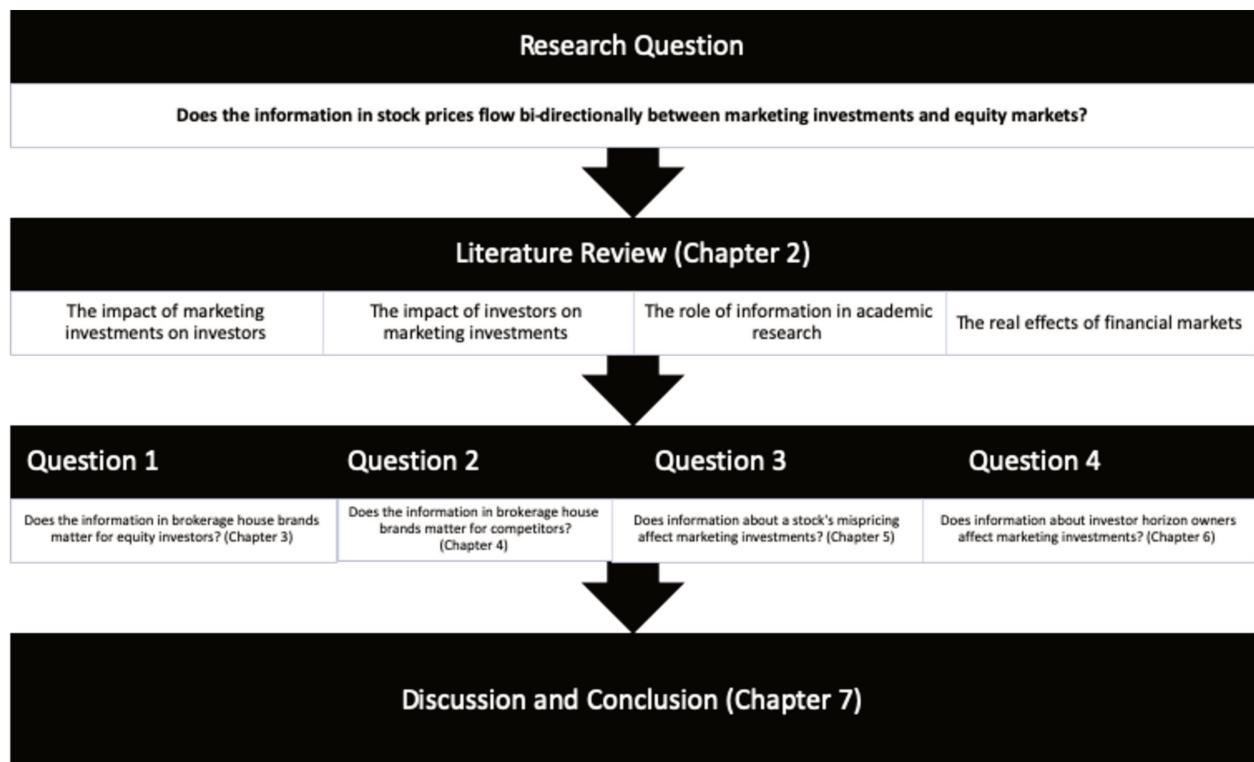 Research Question
Does the information in stock prices flow bi-directionally between marketing investments and equity markets?
Literature Review (Chapter 2)
The impact of marketing
investments on investors
The impact of investors on
marketing investments
The role of information in academic
research
The real effects of financial markets
Question 1
Question 2
Question 3
Question 4
Does the information in brokerage house brands
matter for equity investors? (Chapter 3)
Does the information in brokerage house
brands matter for competitors?
(Chapter 4)
Does information about a stock's mispricing
affect marketing investments? (Chapter 5)
Does information about investor horizon owners
affect marketing investments? (Chapter 6)
Discussion and Conclusion (Chapter 7)